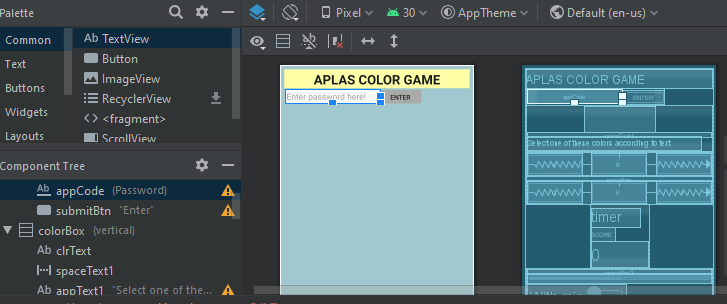 Palette
Pixel
30
AppTheme
Default (en-us)
Common
Text
Buttons
Widgets
Layouts
Ab TextView
Button
ImageView
RecyclerView
<> <fragment>
ScrollView
Component Tree
Ab appCode (Password)
submitBtn "Enter"
colorBox (vertical)
Ab clrText
spaceText1
Ab appText1 "Select one of the...
APLAS COLOR GAME
Enter password here!
ENTER
APLAS COLOR GAME
appCode
ENTER
Select one of these colors according to text
timer
SCORE
0